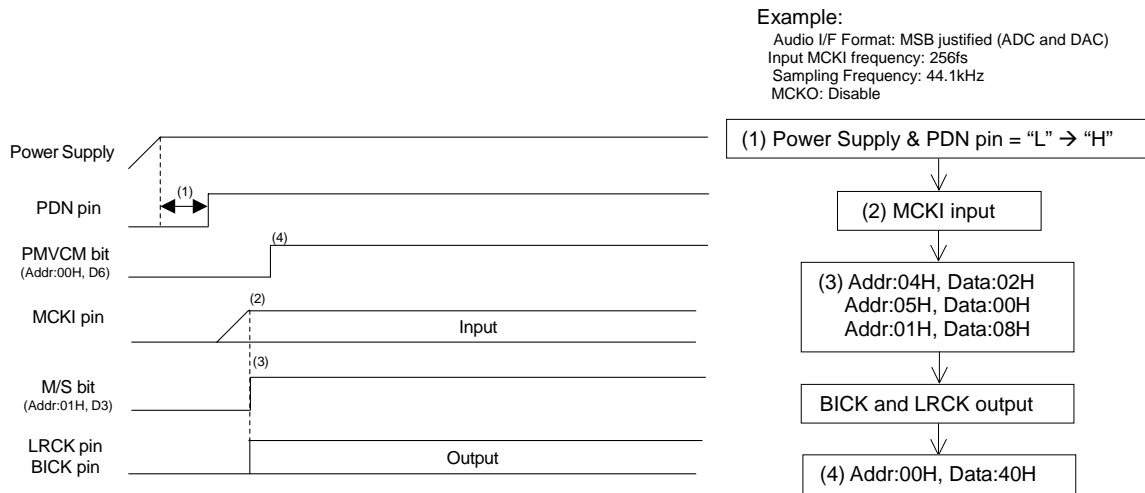 Example:
Audio I/F Format: MSB justified (ADC and DAC)
Input MCKI frequency: 256fs
Sampling Frequency: 44.1kHz
MCKO: Disable
Power Supply
(1)
PDN pin
(4)
PMVCM bit
(Addr:00H, D6)
(2)
MCKI pin
Input
(3)
M/S bit
(Addr:01H, D3)
LRCK pin
BICK pin
Output
(1) Power Supply & PDN pin = “L” → “H”
(2) MCKI input
(3) Addr:04H, Data:02H
Addr:05H, Data:00H
Addr:01H, Data:08H
BICK and LRCK output
(4) Addr:00H, Data:40H